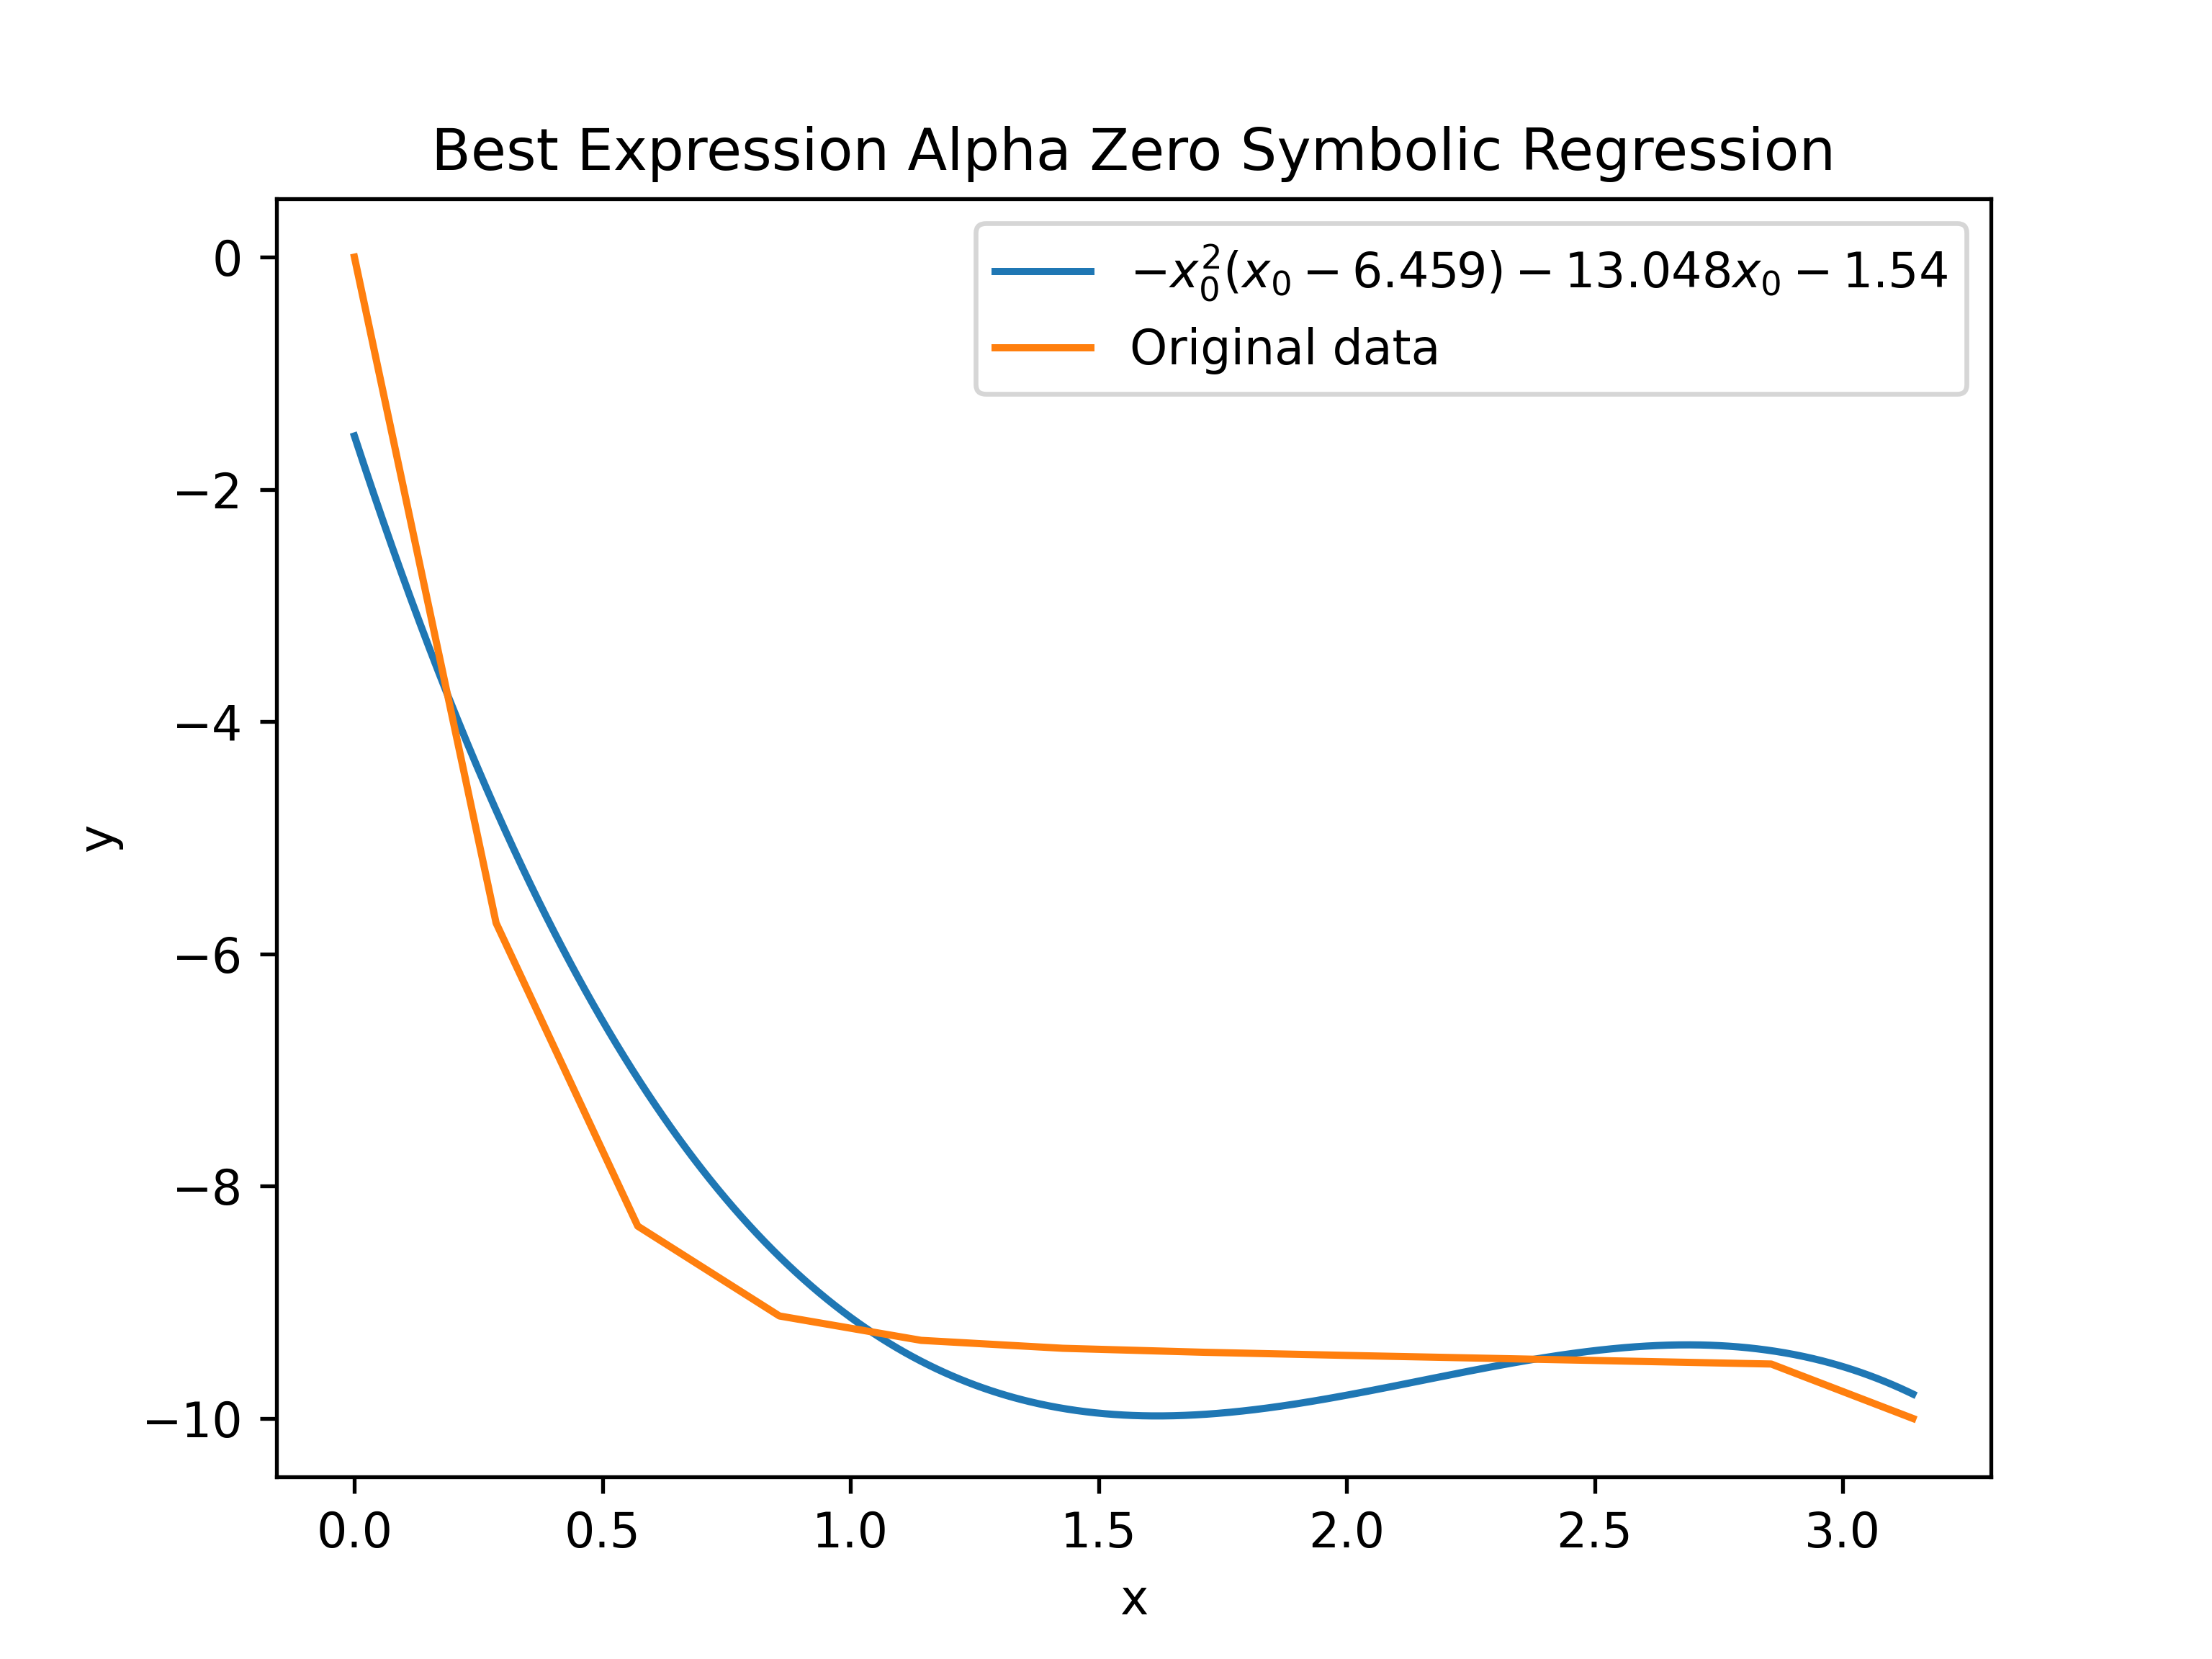 Best Expression Alpha Zero Symbolic Regression
−x₀²(x₀ − 6.459) − 13.048x₀ − 1.54
Original data
0
−2
−4
−6
−8
−10
y
0.0 0.5 1.0 1.5 2.0 2.5 3.0
x